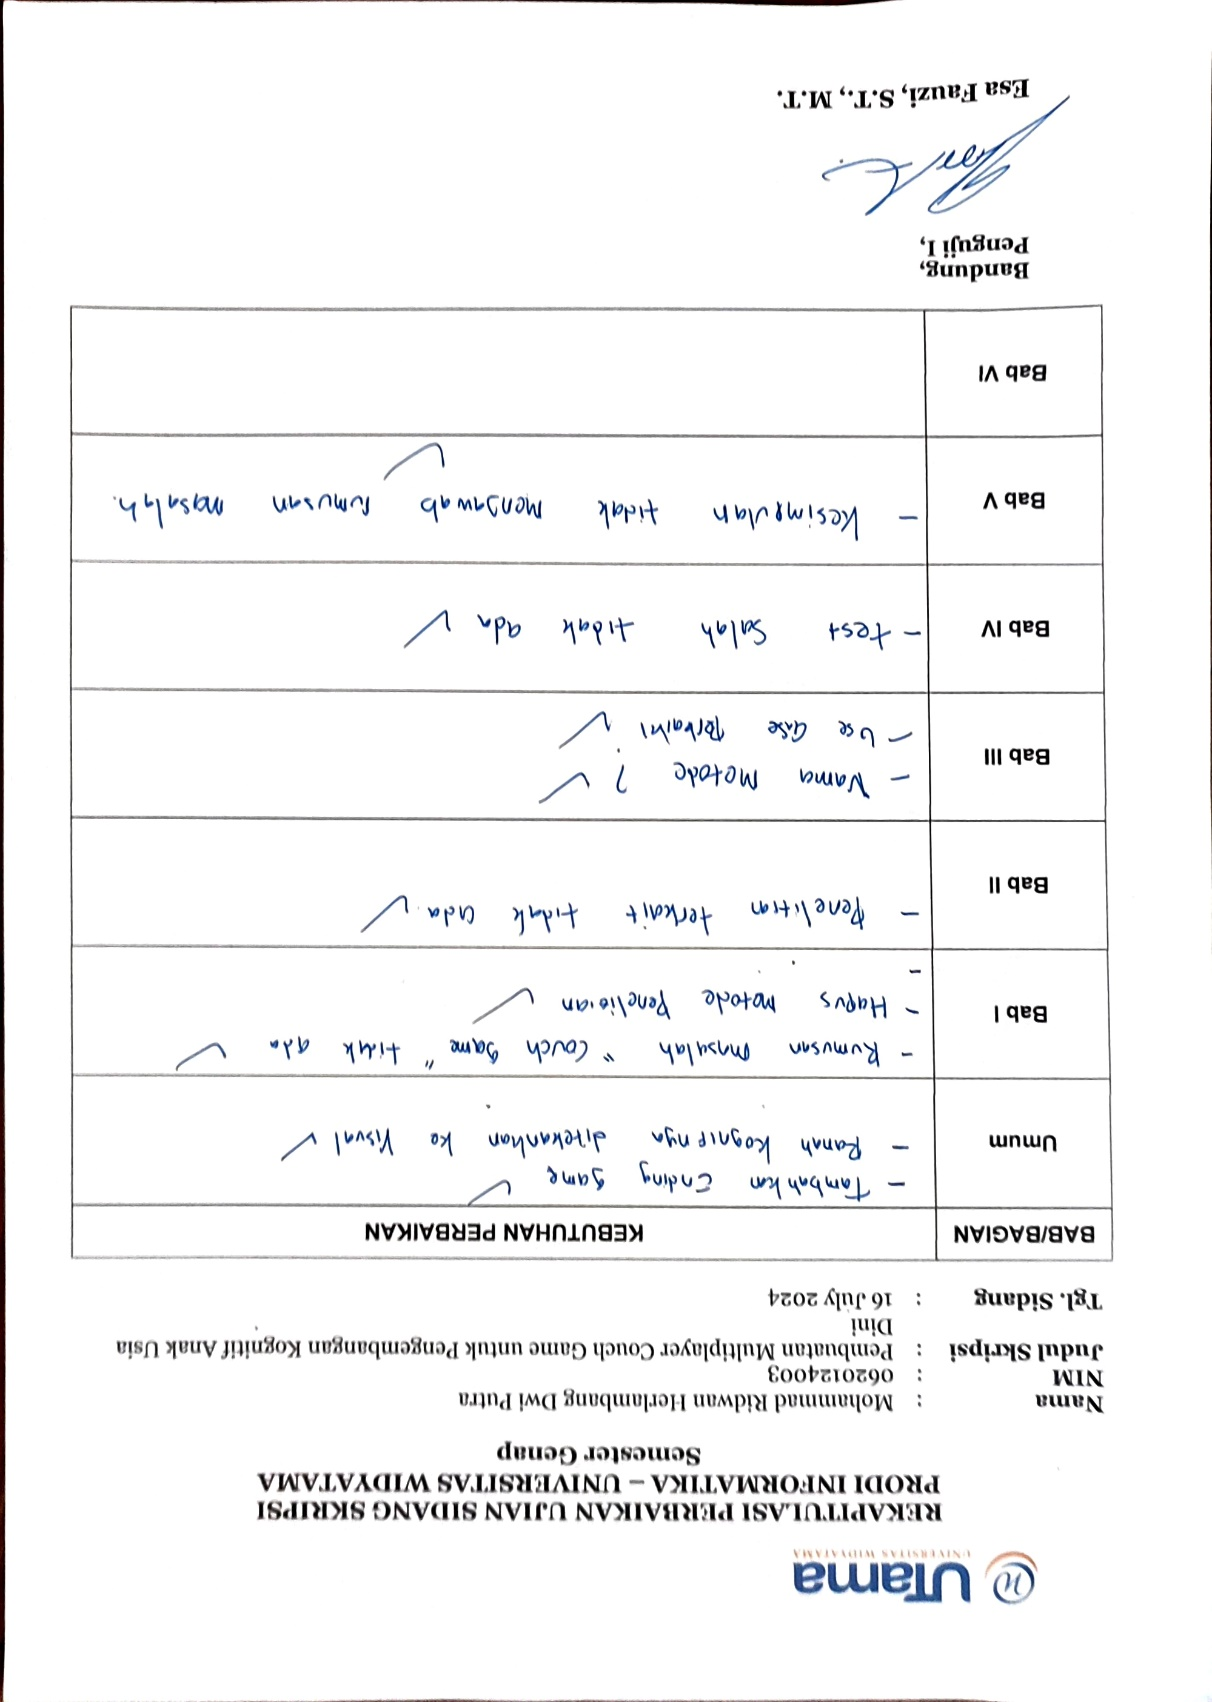 UTama
UNIVERSITAS WIDYATAMA
REKAPITULASI PERBAIKAN UJIAN SIDANG SKRIPSI
PRODI INFORMATIKA – UNIVERSITAS WIDYATAMA
Semester Genap
Nama : Mohammad Ridwan Herlambang Dwi Putra
NIM : 0620124003
Judul Skripsi : Pembuatan Multiplayer Couch Game untuk Pengembangan Kognitif Anak Usia
Dini
Tgl. Sidang : 16 July 2024
BAB/BAGIAN KEBUTUHAN PERBAIKAN
Umum
- Tambahkan Ending game ✓
- Ranah kognifnya ditekankan ke Visual ✓
Bab I
- Rumusan masalah "Couch game" tidak ada ✓
- Hapus metode Penelitian ✓
-
Bab II
- Penelitian terkait tidak ada ✓
Bab III
- Nama Metode ? ✓
- Use Case Perbaiki ✓
Bab IV
- test salah tidak ada ✓
Bab V
- Kesimpulan tidak menjawab rumusan masalah. ✓
Bab VI
Bandung,
Penguji I,
Esa Fauzi, S.T., M.T.